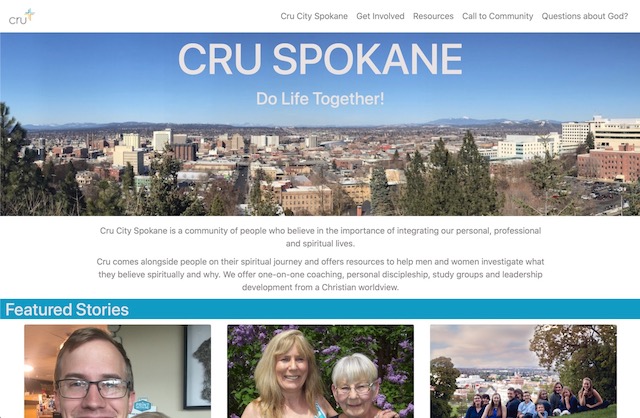 cru
Cru City Spokane Get Involved Resources Call to Community Questions about God?
CRU SPOKANE
Do Life Together!
Cru City Spokane is a community of people who believe in the importance of integrating our personal, professional
and spiritual lives.
Cru comes alongside people on their spiritual journey and offers resources to help men and women investigate what
they believe spiritually and why. We offer one-on-one coaching, personal discipleship, study groups and leadership
development from a Christian worldview.
Featured Stories